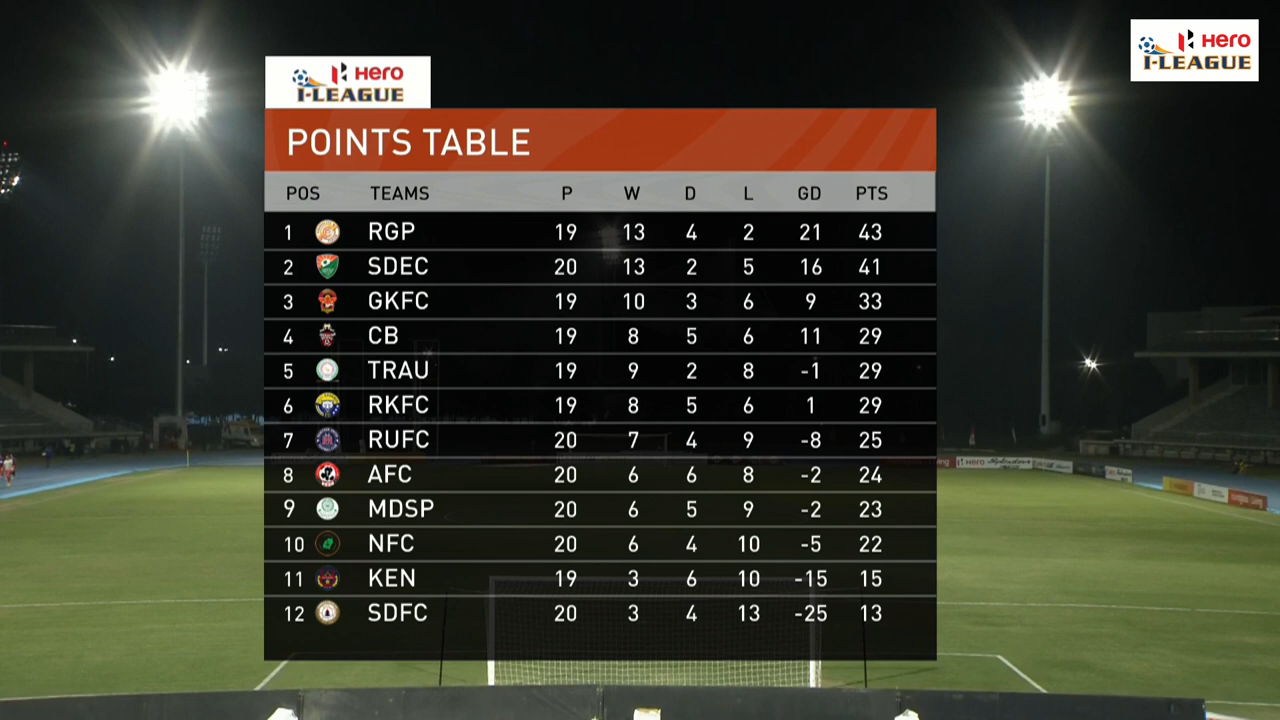 Hero
I-LEAGUE
Hero
I-LEAGUE
POINTS TABLE
POS TEAMS P W D L GD PTS
1 RGP 19 13 4 2 21 43
2 SDEC 20 13 2 5 16 41
3 GKFC 19 10 3 6 9 33
4 CB 19 8 5 6 11 29
5 TRAU 19 9 2 8 -1 29
6 RKFC 19 8 5 6 1 29
7 RUFC 20 7 4 9 -8 25
8 AFC 20 6 6 8 -2 24
9 MDSP 20 6 5 9 -2 23
10 NFC 20 6 4 10 -5 22
11 KEN 19 3 6 10 -15 15
12 SDFC 20 3 4 13 -25 13
Hero